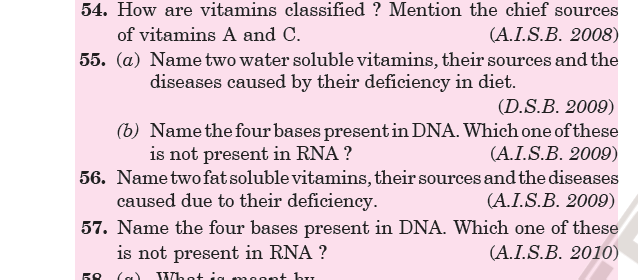 54. How are vitamins classified ? Mention the chief sources
of vitamins A and C. (A.I.S.B. 2008)
55. (a) Name two water soluble vitamins, their sources and the
diseases caused by their deficiency in diet.
(D.S.B. 2009)
(b) Name the four bases present in DNA. Which one of these
is not present in RNA ? (A.I.S.B. 2009)
56. Name two fat soluble vitamins, their sources and the diseases
caused due to their deficiency. (A.I.S.B. 2009)
57. Name the four bases present in DNA. Which one of these
is not present in RNA ? (A.I.S.B. 2010)
58. (a) What is meant by